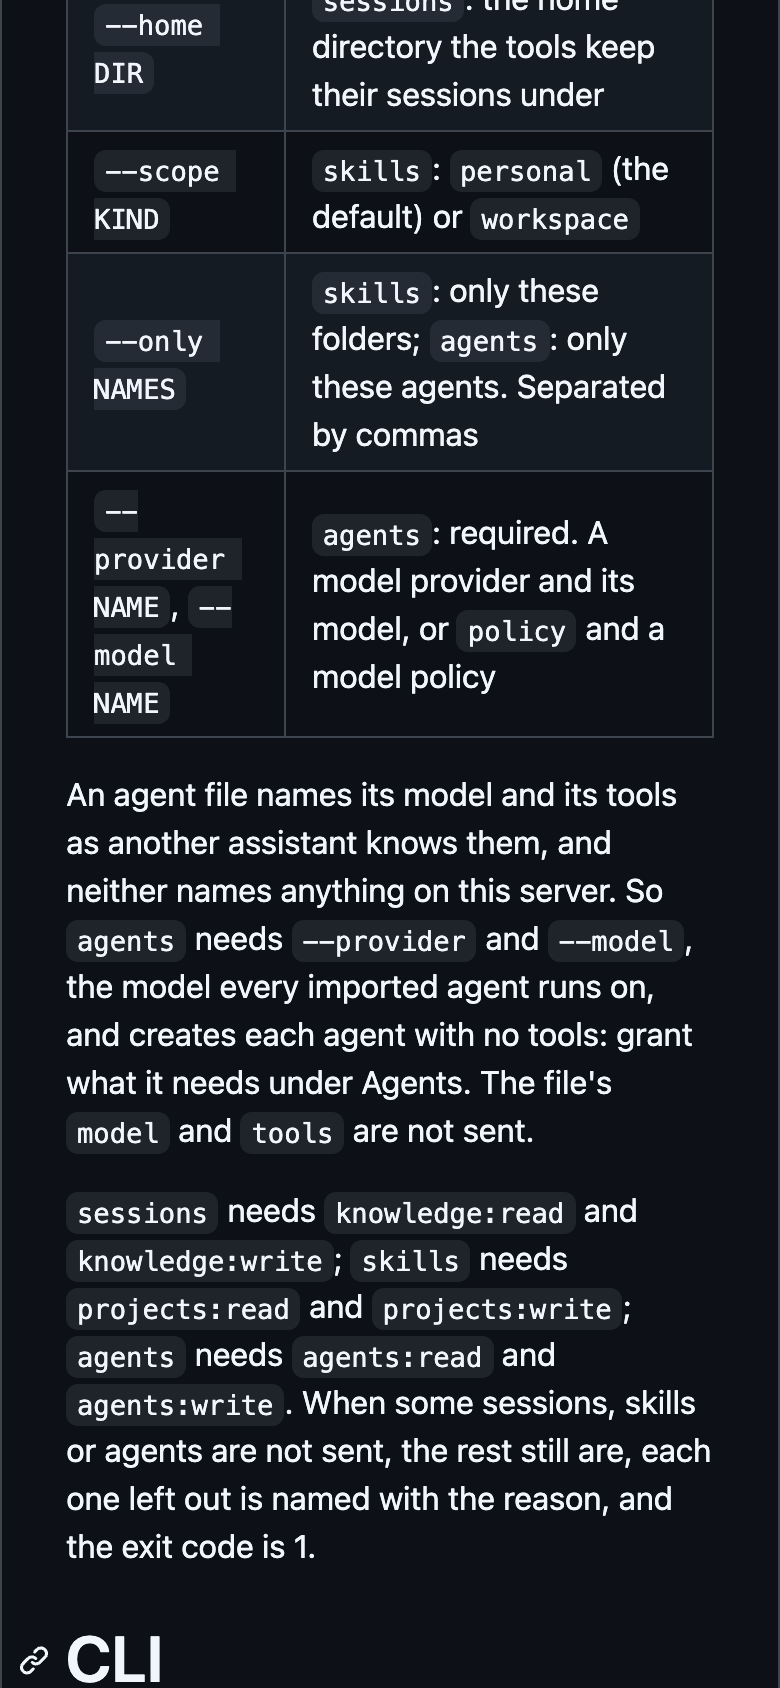 --home sessions: the home
DIR directory the tools keep
their sessions under
--scope skills: personal (the
KIND default) or workspace
skills: only these
--only folders; agents: only
NAMES these agents. Separated
by commas
--
provider agents: required. A
NAME, -- model provider and its
model model, or policy and a
NAME model policy
An agent file names its model and its tools
as another assistant knows them, and
neither names anything on this server. So
agents needs --provider and --model,
the model every imported agent runs on,
and creates each agent with no tools: grant
what it needs under Agents. The file's
model and tools are not sent.
sessions needs knowledge:read and
knowledge:write; skills needs
projects:read and projects:write;
agents needs agents:read and
agents:write. When some sessions, skills
or agents are not sent, the rest still are, each
one left out is named with the reason, and
the exit code is 1.
CLI